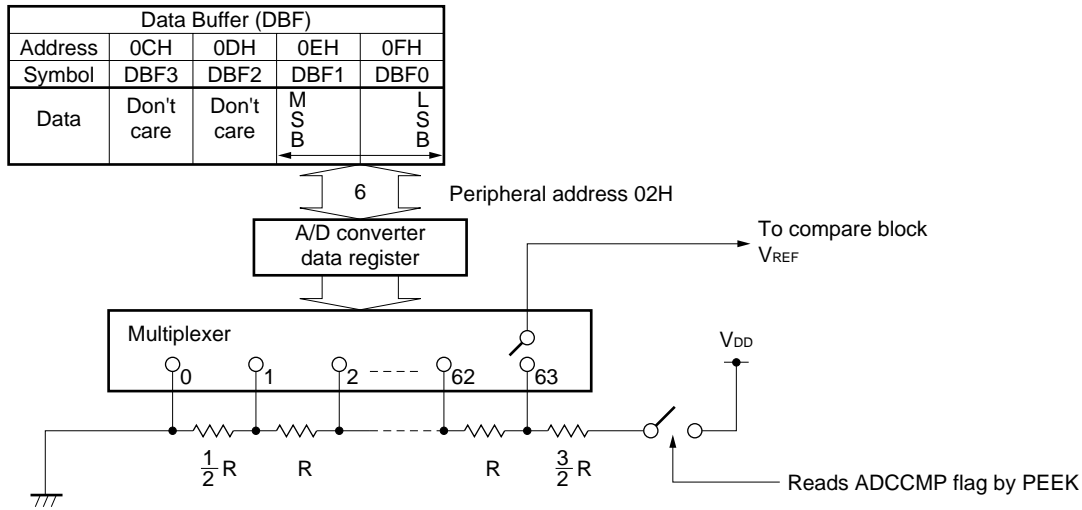 Data Buffer (DBF)
Address 0CH 0DH 0EH 0FH
Symbol DBF3 DBF2 DBF1 DBF0
Data Don't care Don't care MSB LSB
6
Peripheral address 02H
A/D converter
data register
To compare block
VREF
Multiplexer
VDD
0 1 2 62 63
1/2 R R R 3/2 R
Reads ADCCMP flag by PEEK